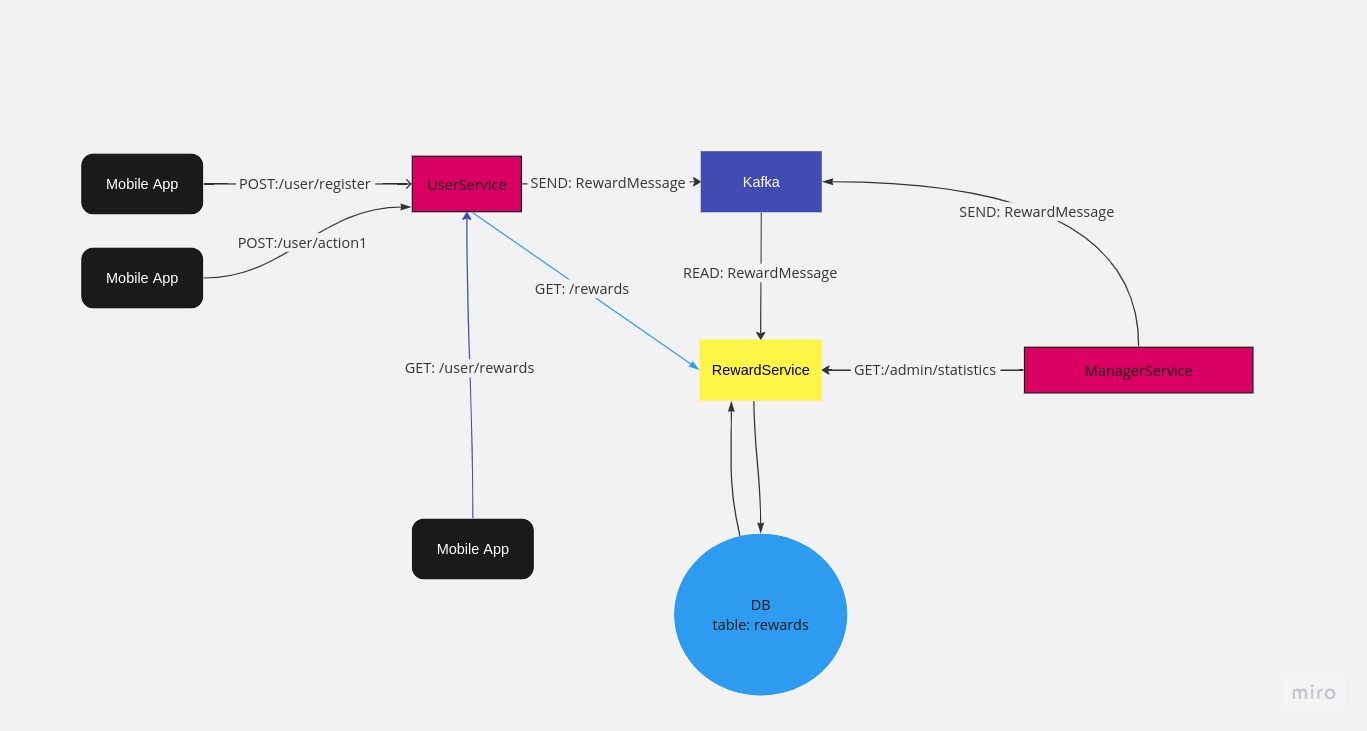 Mobile App
POST:/user/register
UserService
SEND: RewardMessage
Kafka
SEND: RewardMessage
POST:/user/action1
Mobile App
READ: RewardMessage
GET: /rewards
GET: /user/rewards
RewardService
GET:/admin/statistics
ManagerService
Mobile App
DB
table: rewards
miro